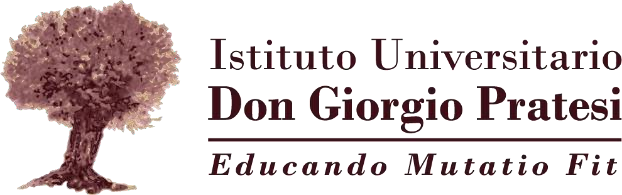 Istituto Universitario
Don Giorgio Pratesi
Educando Mutatio Fit